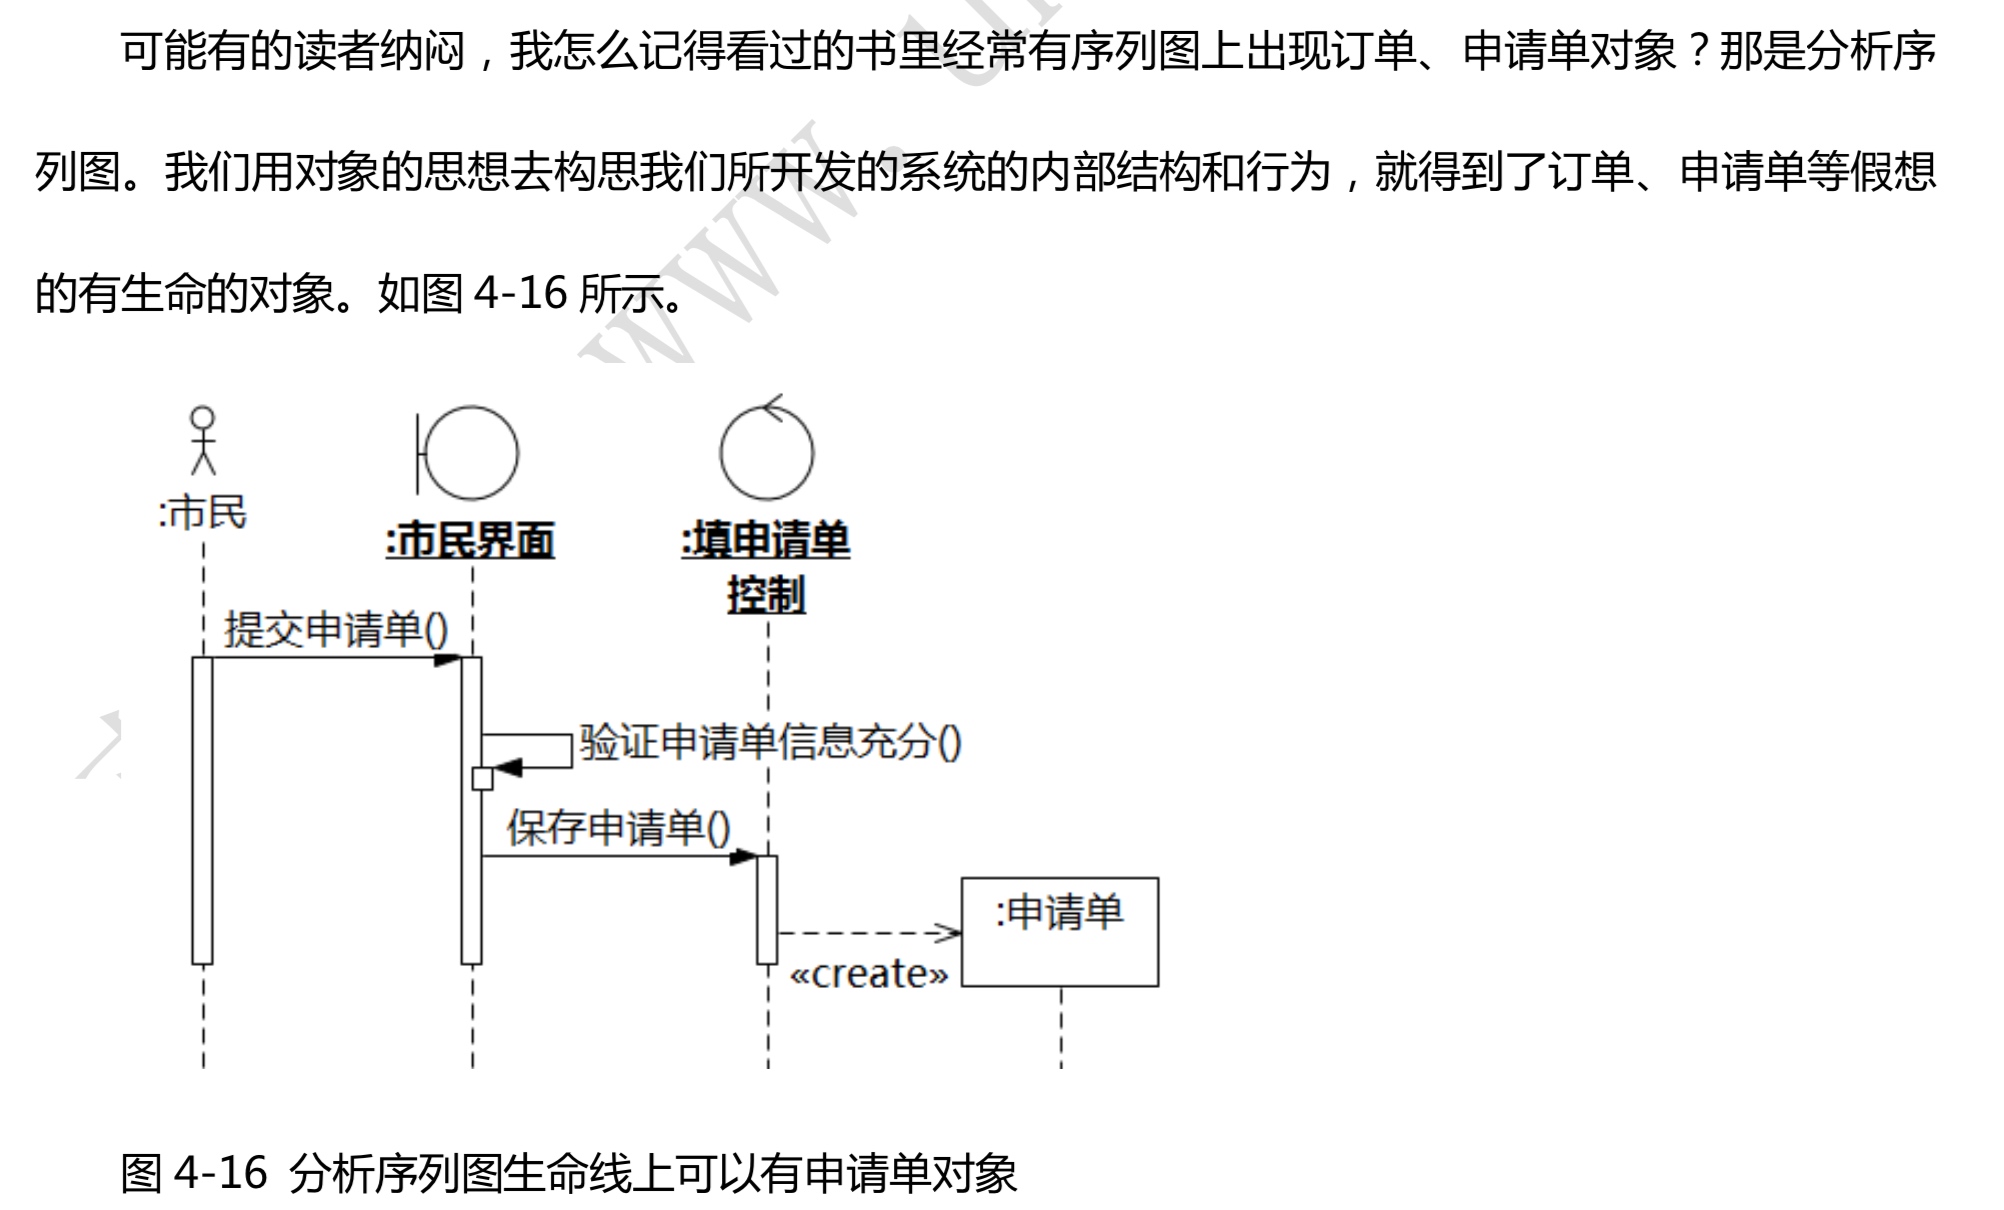 可能有的读者纳闷，我怎么记得看过的书里经常有序列图上出现订单、申请单对象？那是分析序
列图。我们用对象的思想去构思我们所开发的系统的内部结构和行为，就得到了订单、申请单等假想
的有生命的对象。如图 4-16 所示。
:市民
:市民界面
:填申请单
控制
提交申请单()
验证申请单信息充分()
保存申请单()
:申请单
«create»
图 4-16 分析序列图生命线上可以有申请单对象